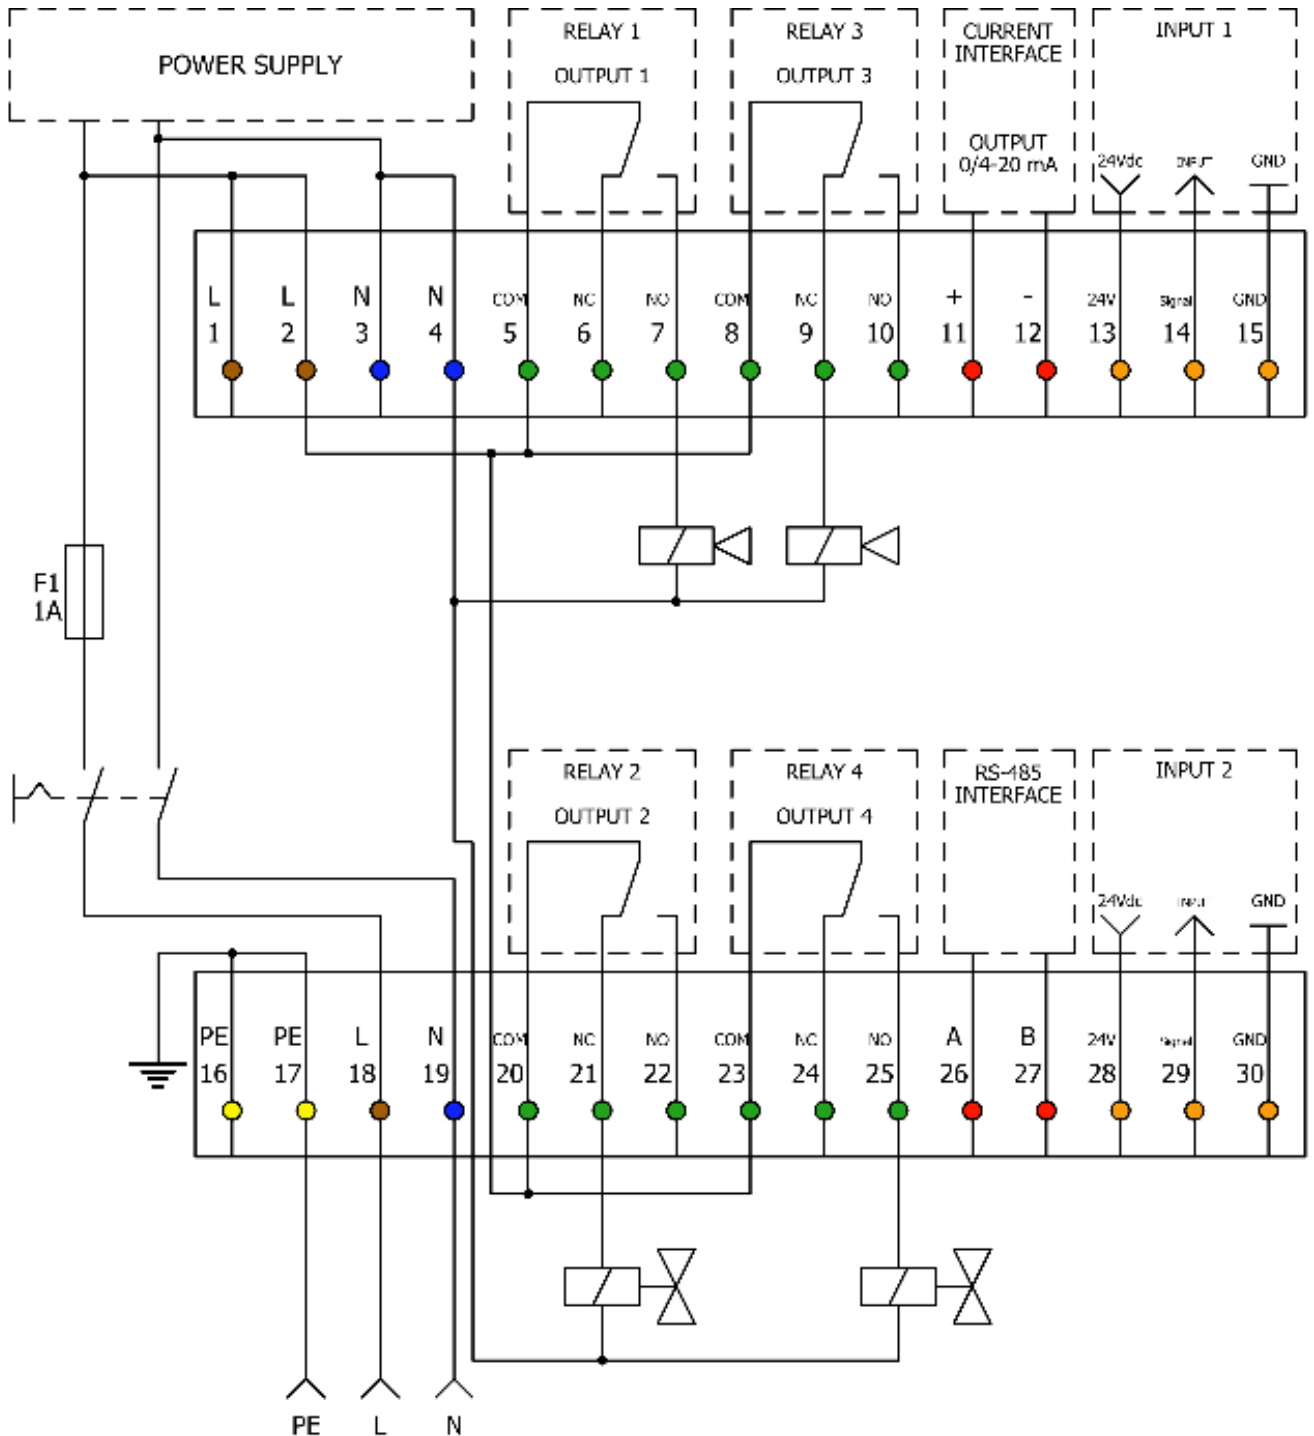 POWER SUPPLY
RELAY 1
OUTPUT 1
RELAY 3
OUTPUT 3
CURRENT
INTERFACE
OUTPUT
0/4-20 mA
INPUT 1
24Vdc INPUT GND
L L N N COM NC NO COM NC NO + - 24V Signal GND
1 2 3 4 5 6 7 8 9 10 11 12 13 14 15
F1
1A
RELAY 2
OUTPUT 2
RELAY 4
OUTPUT 4
RS-485
INTERFACE
INPUT 2
24Vdc INPUT GND
PE PE L N COM NC NO COM NC NO A B 24V Signal GND
16 17 18 19 20 21 22 23 24 25 26 27 28 29 30
PE L N